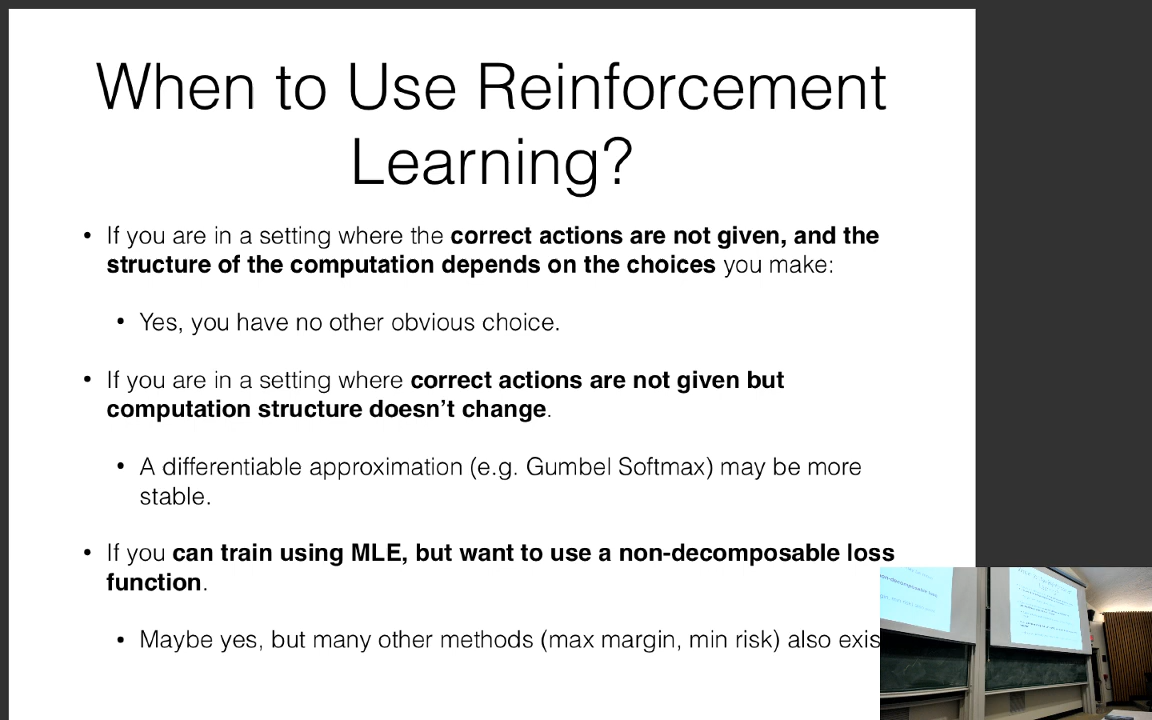 When to Use Reinforcement
Learning?
• If you are in a setting where the correct actions are not given, and the
structure of the computation depends on the choices you make:
• Yes, you have no other obvious choice.
• If you are in a setting where correct actions are not given but
computation structure doesn’t change.
• A differentiable approximation (e.g. Gumbel Softmax) may be more
stable.
• If you can train using MLE, but want to use a non-decomposable loss
function.
• Maybe yes, but many other methods (max margin, min risk) also exis